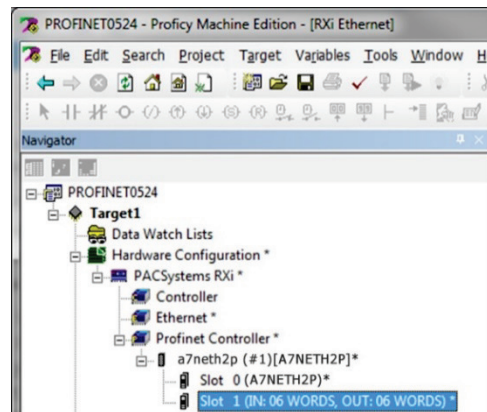 PROFINET0524 - Proficy Machine Edition - [RXi Ethernet]
File Edit Search Project Target Variables Tools Window H
Navigator
PROFINET0524
Target1
Data Watch Lists
Hardware Configuration *
PACSystems RXi *
Controller
Ethernet *
Profinet Controller *
a7neth2p (#1)[A7NETH2P]*
Slot 0 (A7NETH2P)*
Slot 1 (IN: 06 WORDS, OUT: 06 WORDS) *